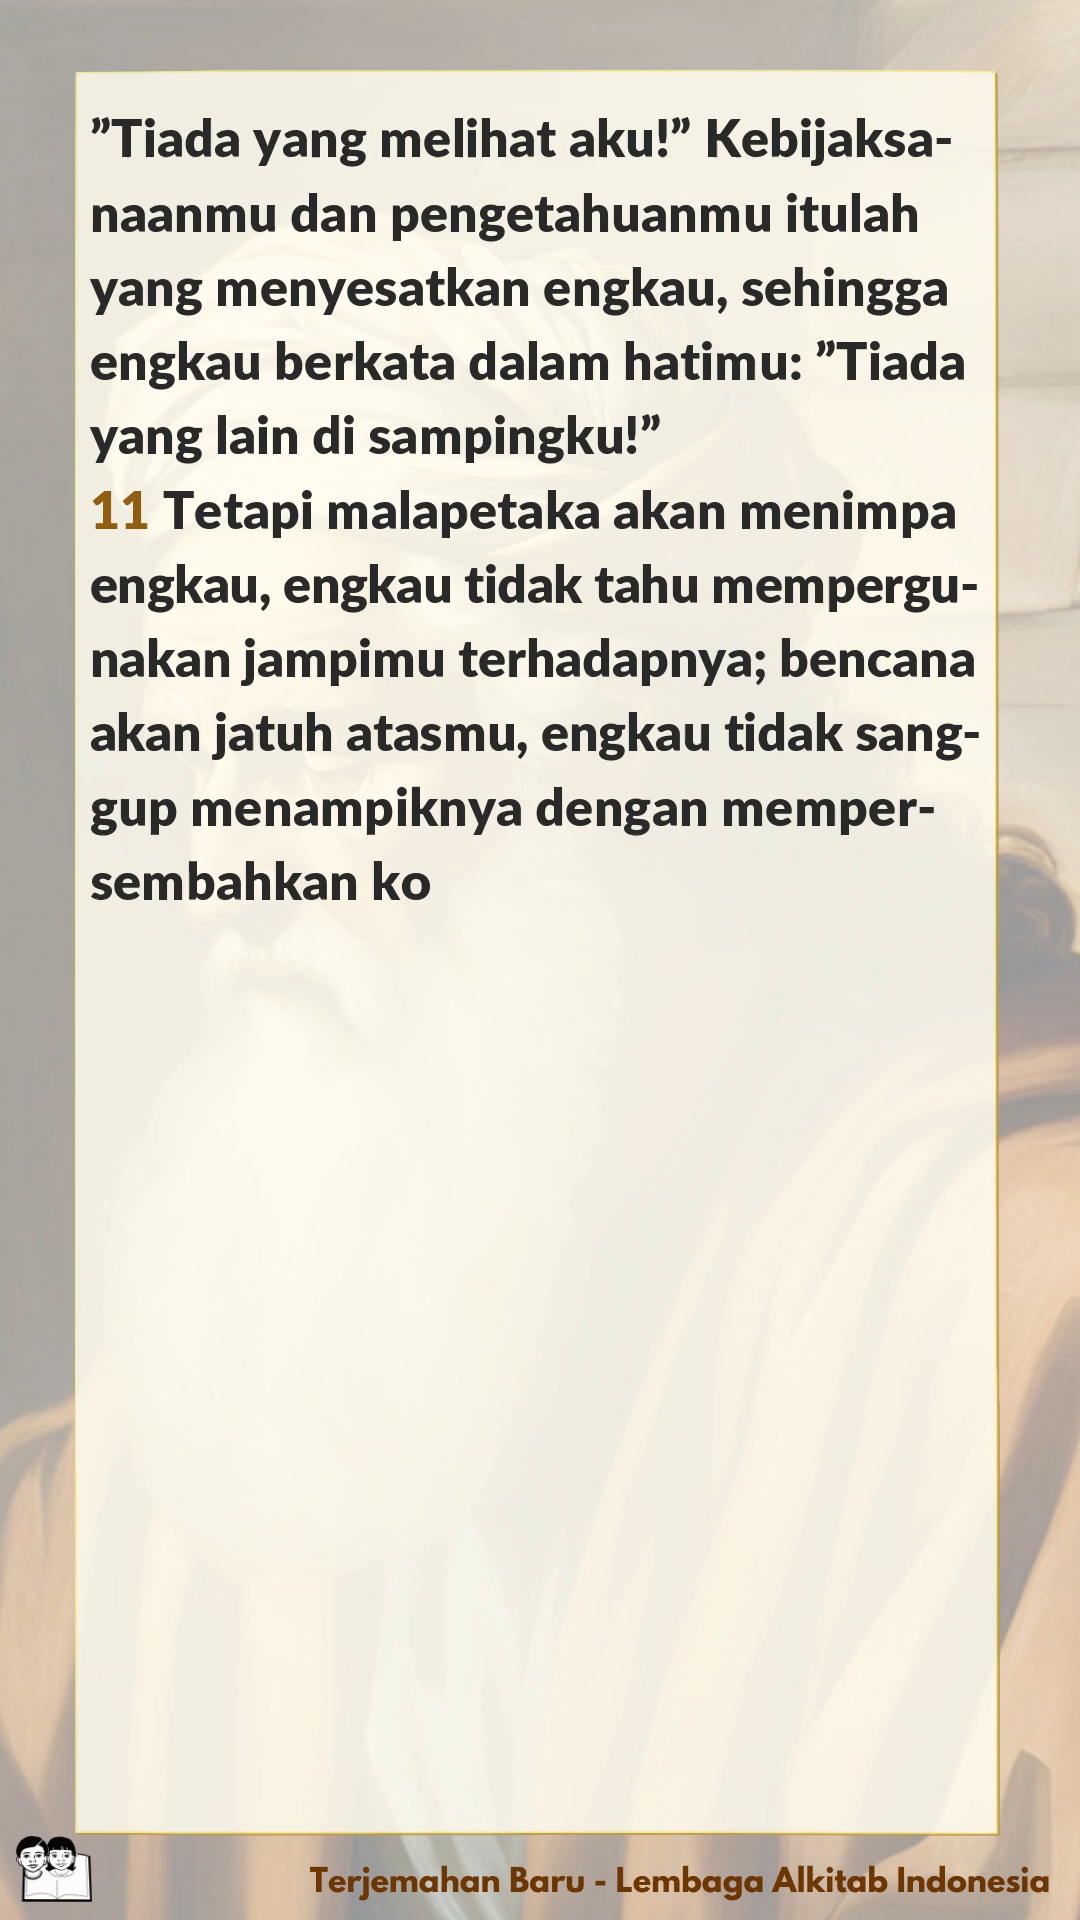 ”Tiada yang melihat aku!” Kebijaksa-
naanmu dan pengetahuanmu itulah
yang menyesatkan engkau, sehingga
engkau berkata dalam hatimu: ”Tiada
yang lain di sampingku!”
11 Tetapi malapetaka akan menimpa
engkau, engkau tidak tahu mempergu-
nakan jampimu terhadapnya; bencana
akan jatuh atasmu, engkau tidak sang-
gup menampiknya dengan memper-
sembahkan ko
Terjemahan Baru - Lembaga Alkitab Indonesia